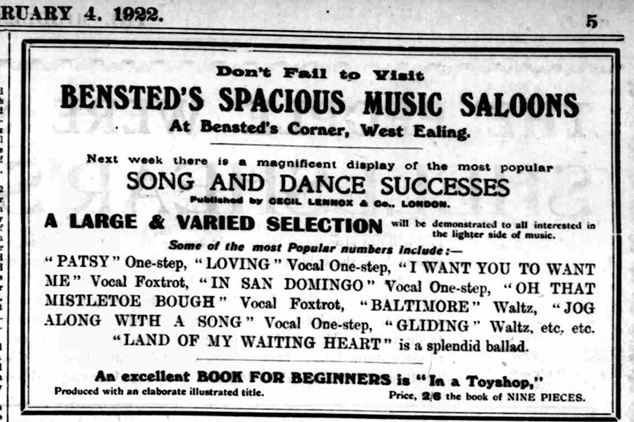 RUARY 4. 1922.
5
Don't Fail to Visit
BENSTED'S SPACIOUS MUSIC SALOONS
At Bensted's Corner, West Ealing.
Next week there is a magnificent display of the most popular
SONG AND DANCE SUCCESSES
Published by CECIL LENNOX & Co., LONDON.
A LARGE & VARIED SELECTION will be demonstrated to all interested in
the lighter side of music.
Some of the most Popular numbers include:—
"PATSY" One-step, "LOVING" Vocal One-step, "I WANT YOU TO WANT
ME" Vocal Foxtrot, "IN SAN DOMINGO" Vocal One-step, "OH THAT
MISTLETOE BOUGH" Vocal Foxtrot, "BALTIMORE" Waltz, "JOG
ALONG WITH A SONG" Vocal One-step, "GLIDING" Waltz, etc. etc.
"LAND OF MY WAITING HEART" is a splendid ballad.
An excellent BOOK FOR BEGINNERS is "In a Toyshop,"
Produced with an elaborate illustrated title.
Price, 2/6 the book of NINE PIECES.